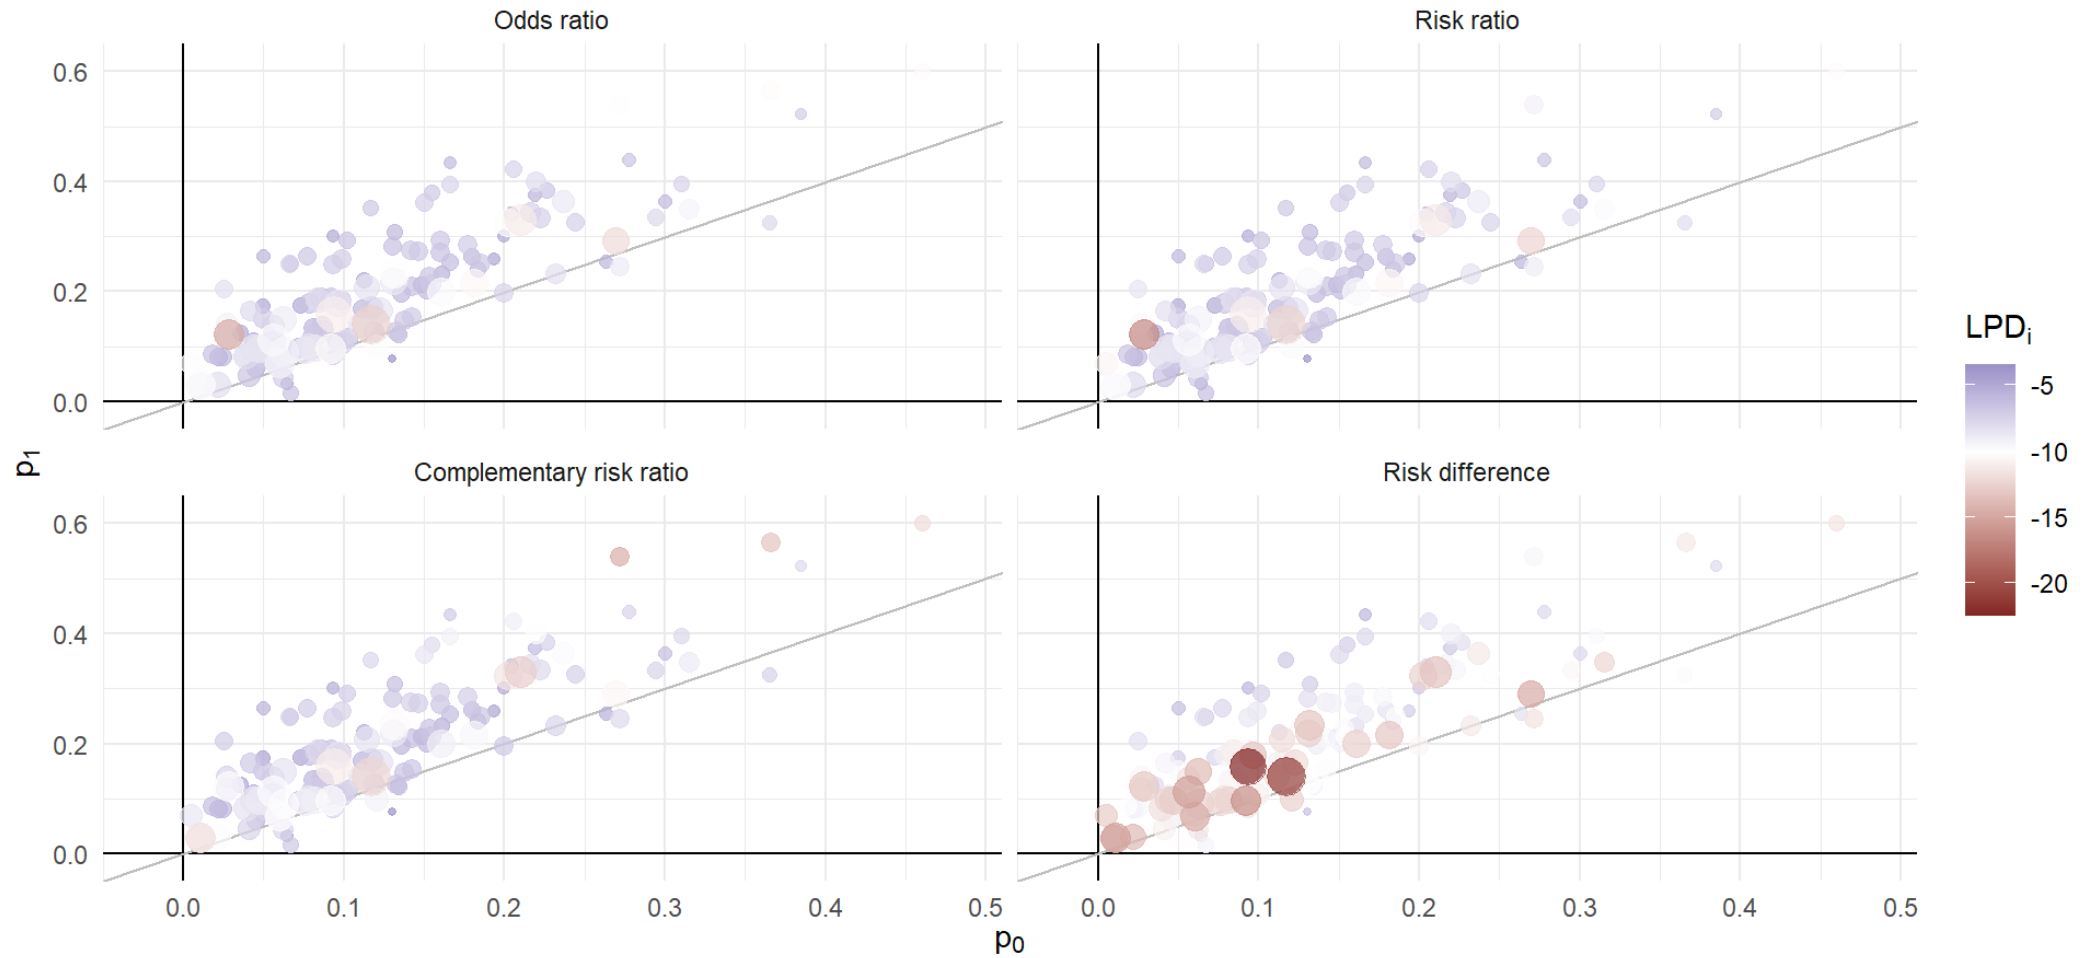 Odds ratio
Risk ratio
0.6
0.4
0.2
0.0
Complementary risk ratio
Risk difference
p1
0.6
0.4
0.2
0.0
0.0 0.1 0.2 0.3 0.4 0.5
0.0 0.1 0.2 0.3 0.4 0.5
p0
LPDi
-5
-10
-15
-20